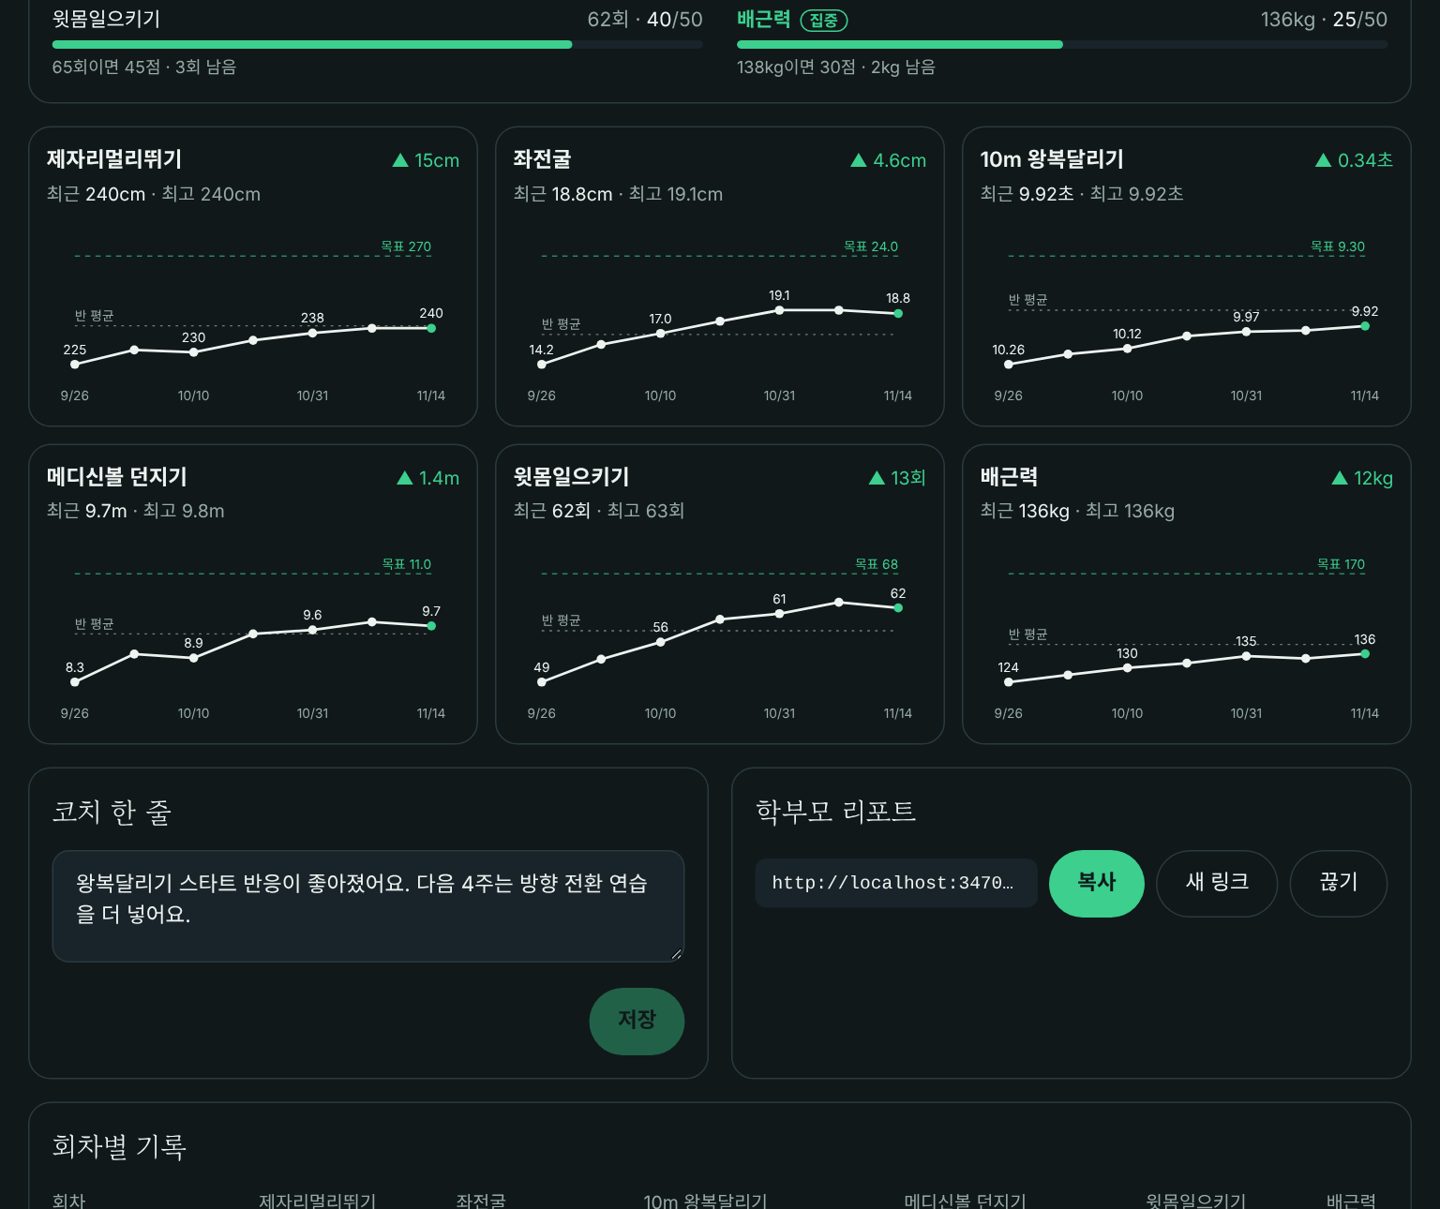 윗몸일으키기 62회 · 40/50
65회이면 45점 · 3회 남음
배근력 집중 136kg · 25/50
138kg이면 30점 · 2kg 남음
제자리멀리뛰기 ▲ 15cm
최근 240cm · 최고 240cm
목표 270
반 평균
225 230 238 240
9/26 10/10 10/31 11/14
좌전굴 ▲ 4.6cm
최근 18.8cm · 최고 19.1cm
목표 24.0
반 평균
14.2 17.0 19.1 18.8
9/26 10/10 10/31 11/14
10m 왕복달리기 ▲ 0.34초
최근 9.92초 · 최고 9.92초
목표 9.30
반 평균
10.26 10.12 9.97 9.92
9/26 10/10 10/31 11/14
메디신볼 던지기 ▲ 1.4m
최근 9.7m · 최고 9.8m
목표 11.0
반 평균
8.3 8.9 9.6 9.7
9/26 10/10 10/31 11/14
윗몸일으키기 ▲ 13회
최근 62회 · 최고 63회
목표 68
반 평균
49 56 61 62
9/26 10/10 10/31 11/14
배근력 ▲ 12kg
최근 136kg · 최고 136kg
목표 170
반 평균
124 130 135 136
9/26 10/10 10/31 11/14
코치 한 줄
왕복달리기 스타트 반응이 좋아졌어요. 다음 4주는 방향 전환 연습
을 더 넣어요.
저장
학부모 리포트
http://localhost:3470… 복사 새 링크 끊기
회차별 기록
회차 제자리멀리뛰기 좌전굴 10m 왕복달리기 메디신볼 던지기 윗몸일으키기 배근력